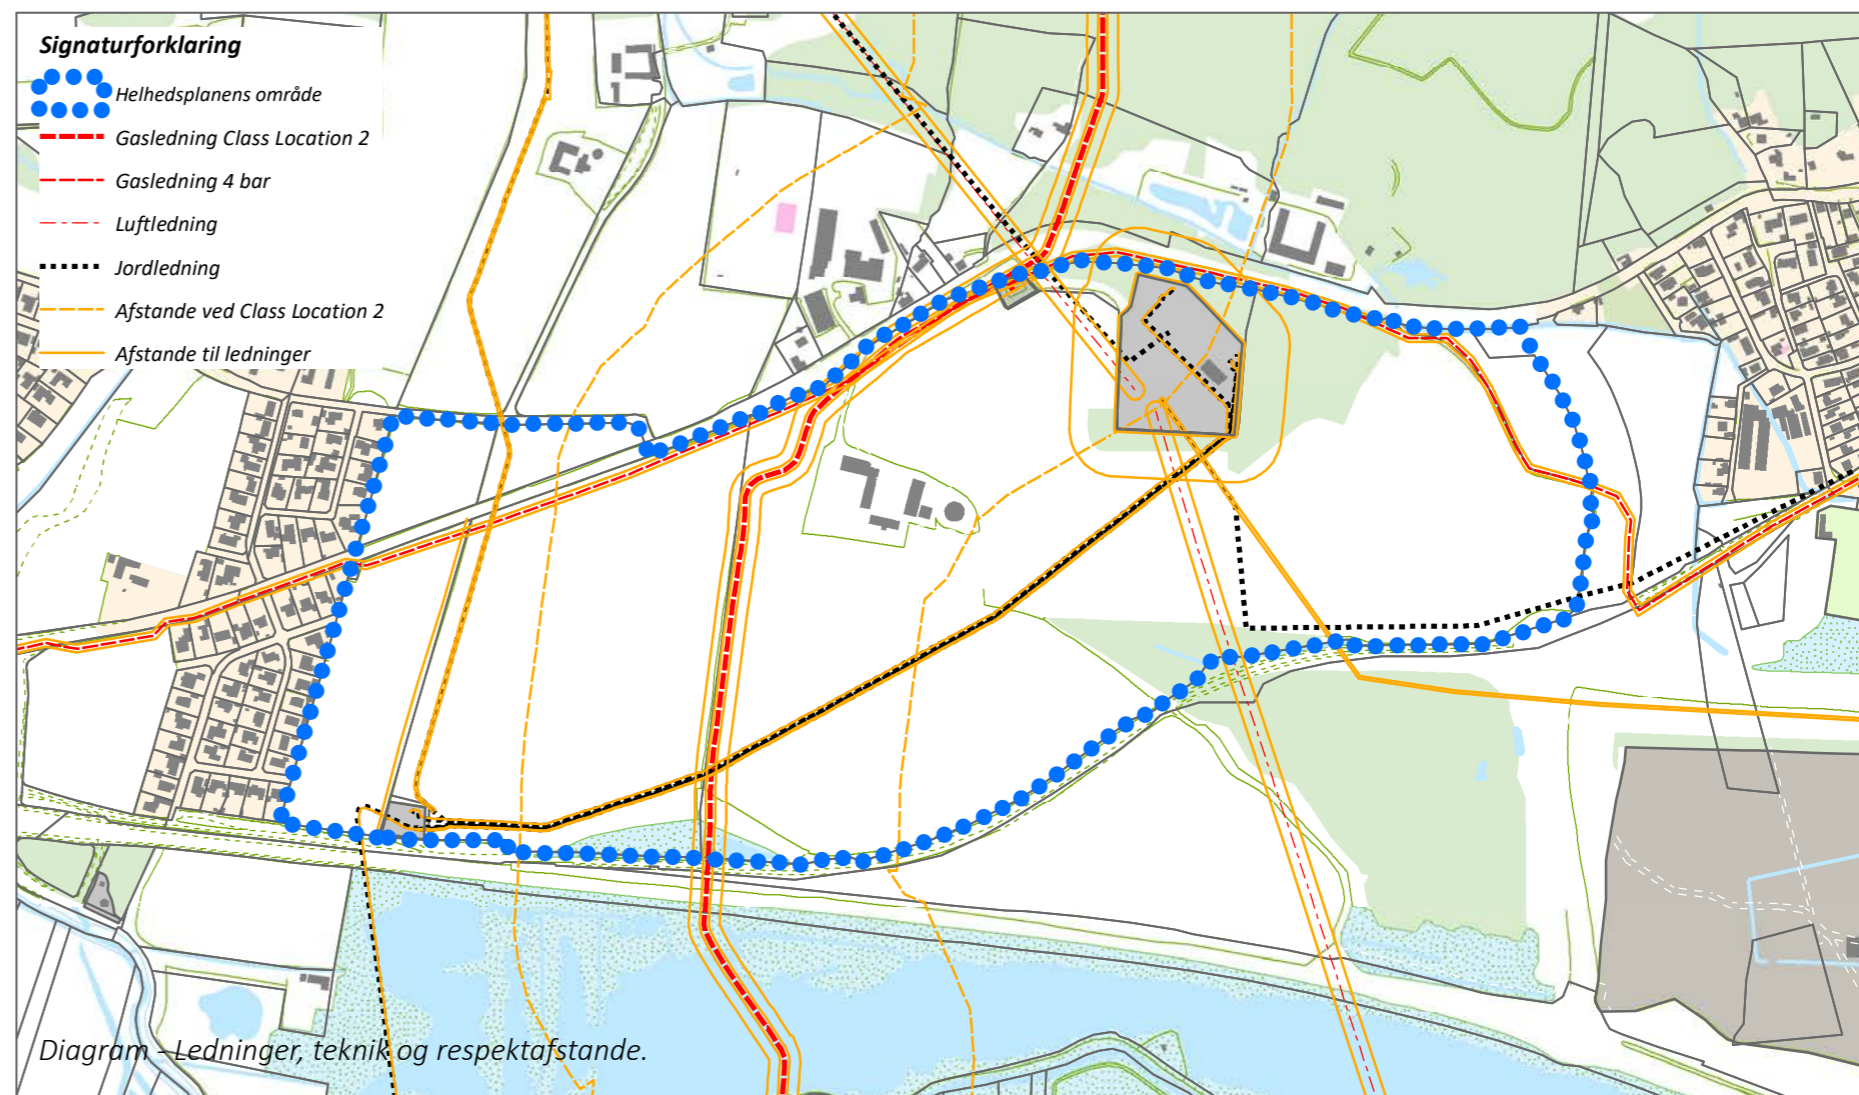 Signaturforklaring
Helhedsplanens område
Gasledning Class Location 2
Gasledning 4 bar
Luftledning
Jordledning
Afstande ved Class Location 2
Afstande til ledninger
Diagram - Ledninger, teknik og respektafstande.